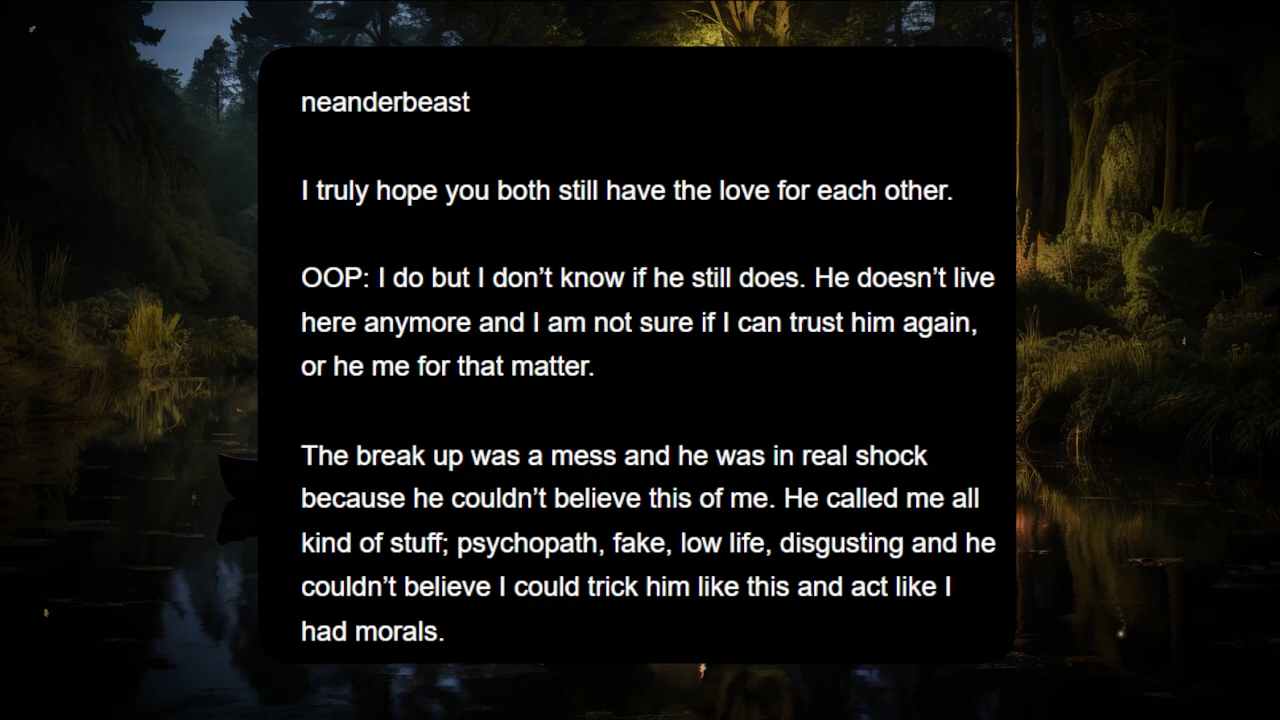 neanderbeast
I truly hope you both still have the love for each other.
OOP: I do but I don’t know if he still does. He doesn’t live
here anymore and I am not sure if I can trust him again,
or he me for that matter.
The break up was a mess and he was in real shock
because he couldn’t believe this of me. He called me all
kind of stuff; psychopath, fake, low life, disgusting and he
couldn’t believe I could trick him like this and act like I
had morals.